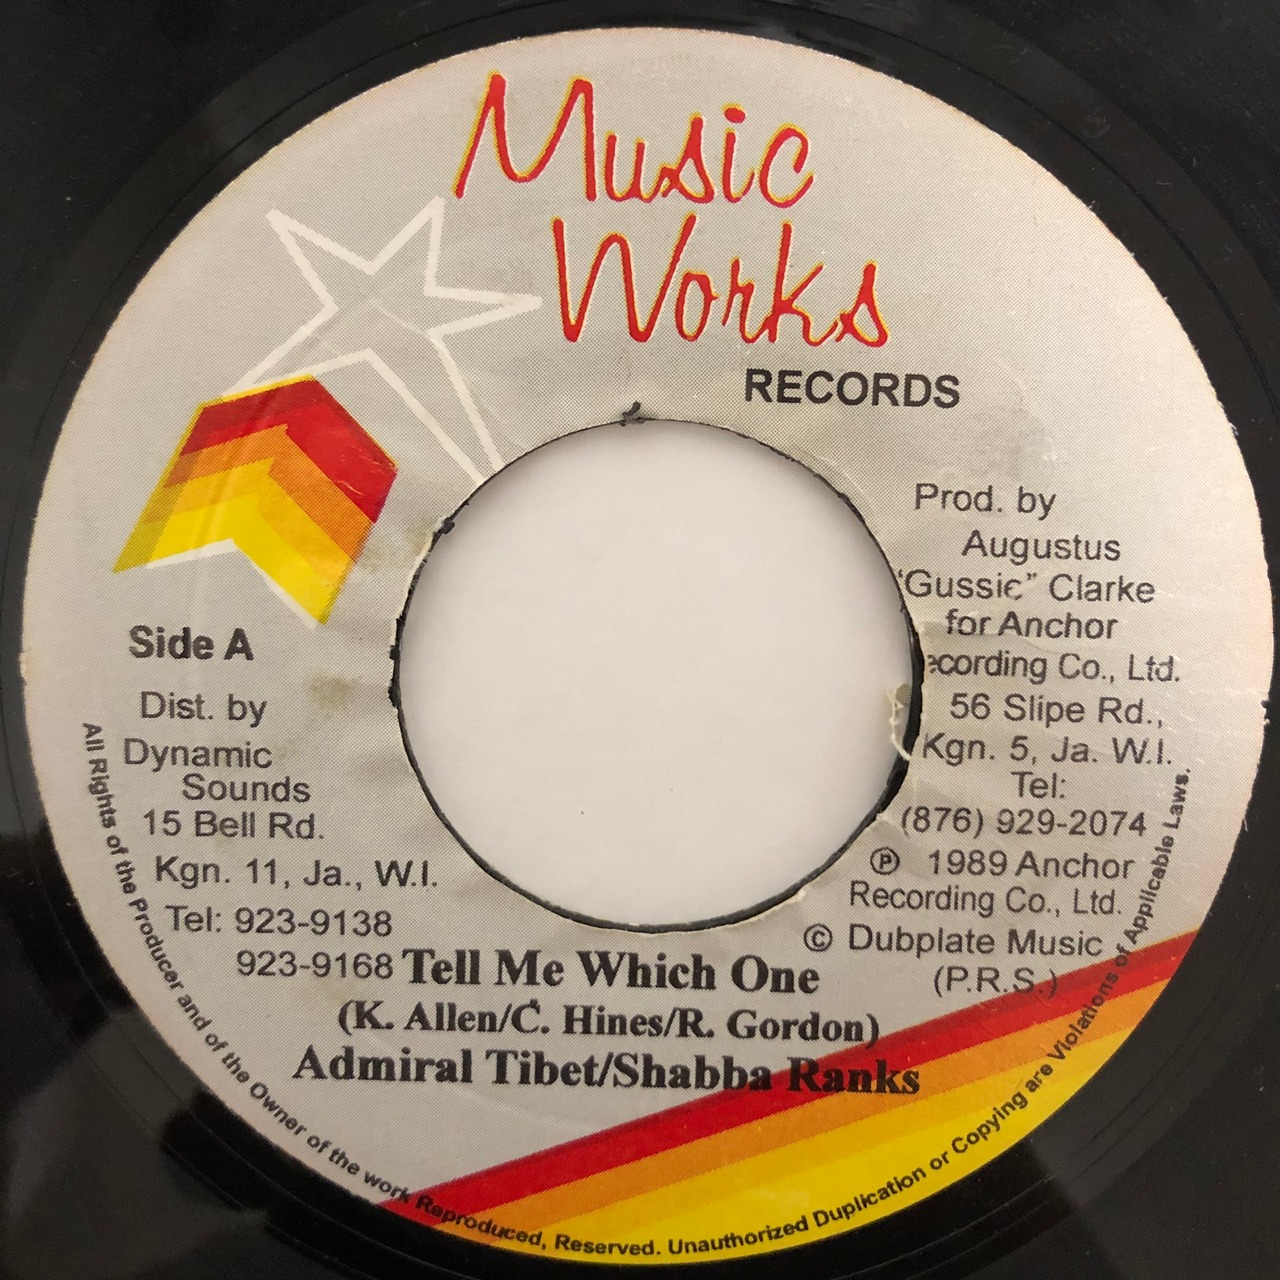 Music
Works
RECORDS
Prod. by
Augustus
"Gussie" Clarke
for Anchor
ecording Co., Ltd.
56 Slipe Rd.,
Kgn. 5, Ja. W.I.
Tel:
(876) 929-2074
℗ 1989 Anchor
Recording Co., Ltd.
© Dubplate Music
(P.R.S.)
Side A
Dist. by
Dynamic
Sounds
15 Bell Rd.
Kgn. 11, Ja., W.I.
Tel: 923-9138
923-9168
Tell Me Which One
(K. Allen/C. Hines/R. Gordon)
Admiral Tibet/Shabba Ranks
All Rights of the Producer and of the Owner of the work Reproduced, Reserved. Unauthorized Duplication or Copying are Violations of Applicable Laws.